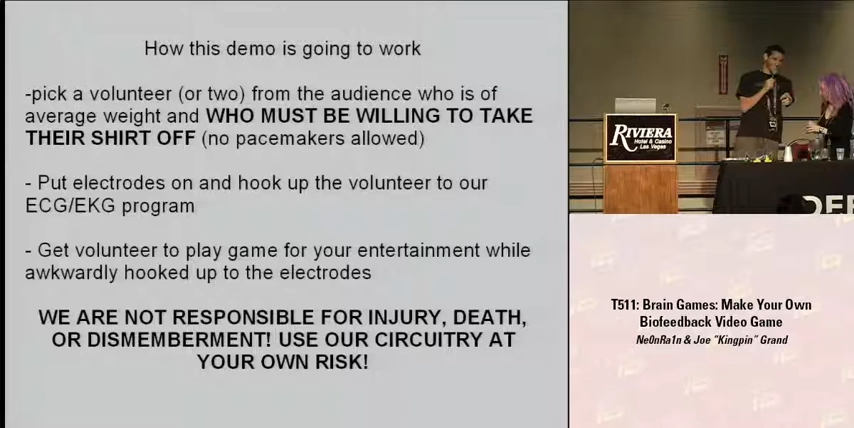 How this demo is going to work
-pick a volunteer (or two) from the audience who is of
average weight and WHO MUST BE WILLING TO TAKE
THEIR SHIRT OFF (no pacemakers allowed)
- Put electrodes on and hook up the volunteer to our
ECG/EKG program
- Get volunteer to play game for your entertainment while
awkwardly hooked up to the electrodes
WE ARE NOT RESPONSIBLE FOR INJURY, DEATH,
OR DISMEMBERMENT! USE OUR CIRCUITRY AT
YOUR OWN RISK!
RIVIERA
Hotel & Casino
Las Vegas
DEF
T511: Brain Games: Make Your Own
Biofeedback Video Game
Ne0nRa1n & Joe "Kingpin" Grand